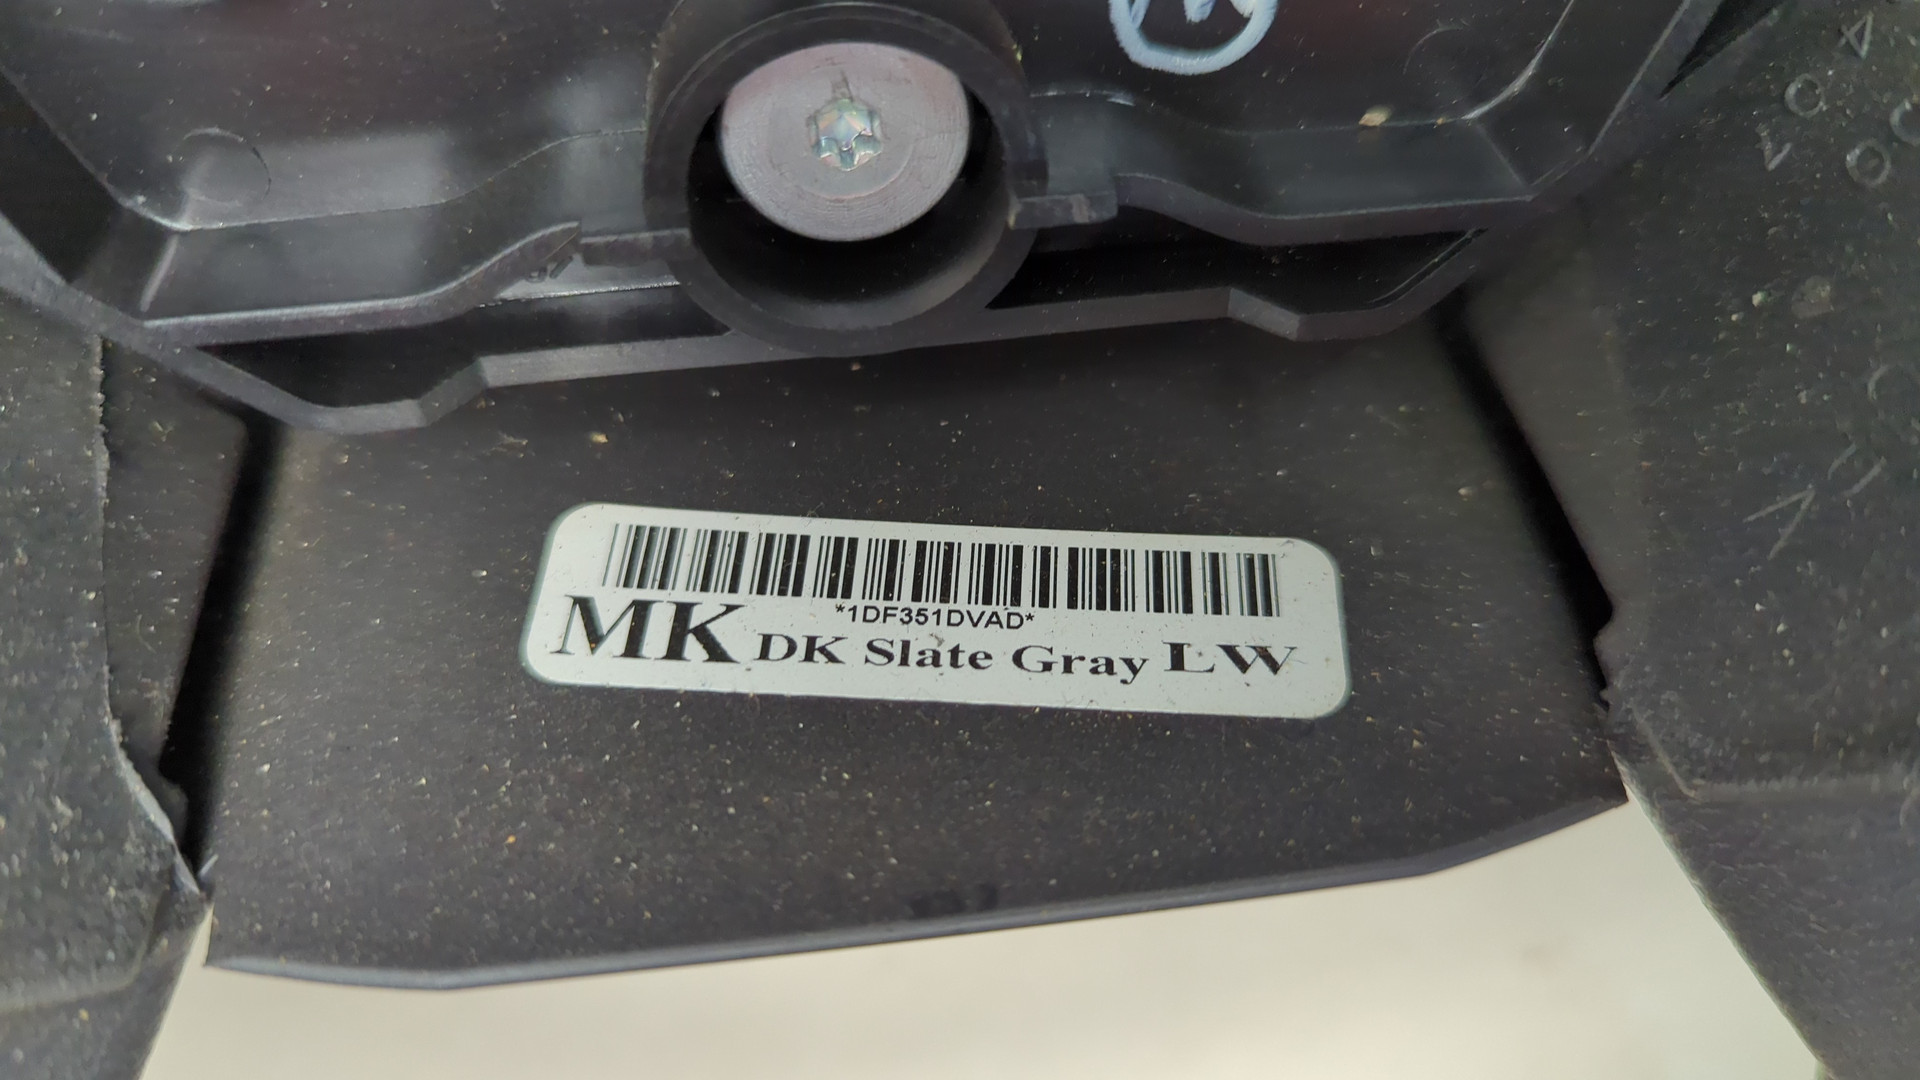 *1DF351DVAD*
MK DK Slate Gray LW